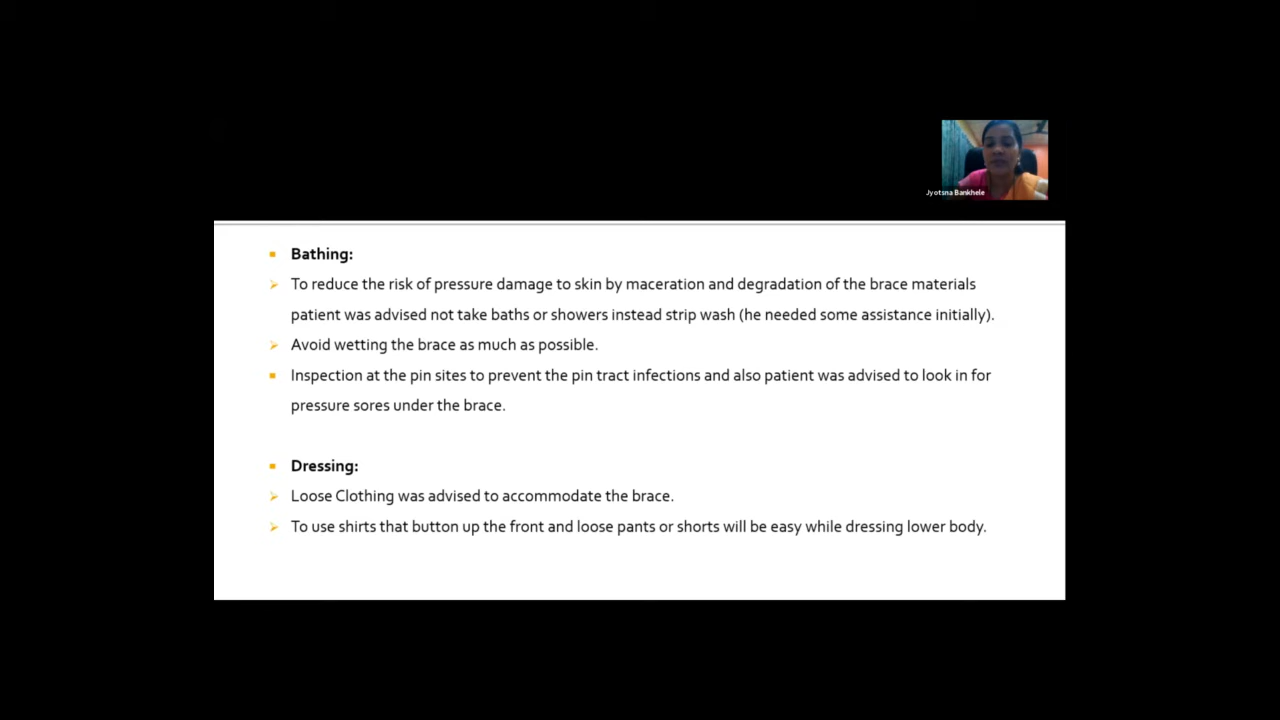 Jyotsna Bankhele
Bathing:
To reduce the risk of pressure damage to skin by maceration and degradation of the brace materials
patient was advised not take baths or showers instead strip wash (he needed some assistance initially).
Avoid wetting the brace as much as possible.
Inspection at the pin sites to prevent the pin tract infections and also patient was advised to look in for
pressure sores under the brace.
Dressing:
Loose Clothing was advised to accommodate the brace.
To use shirts that button up the front and loose pants or shorts will be easy while dressing lower body.